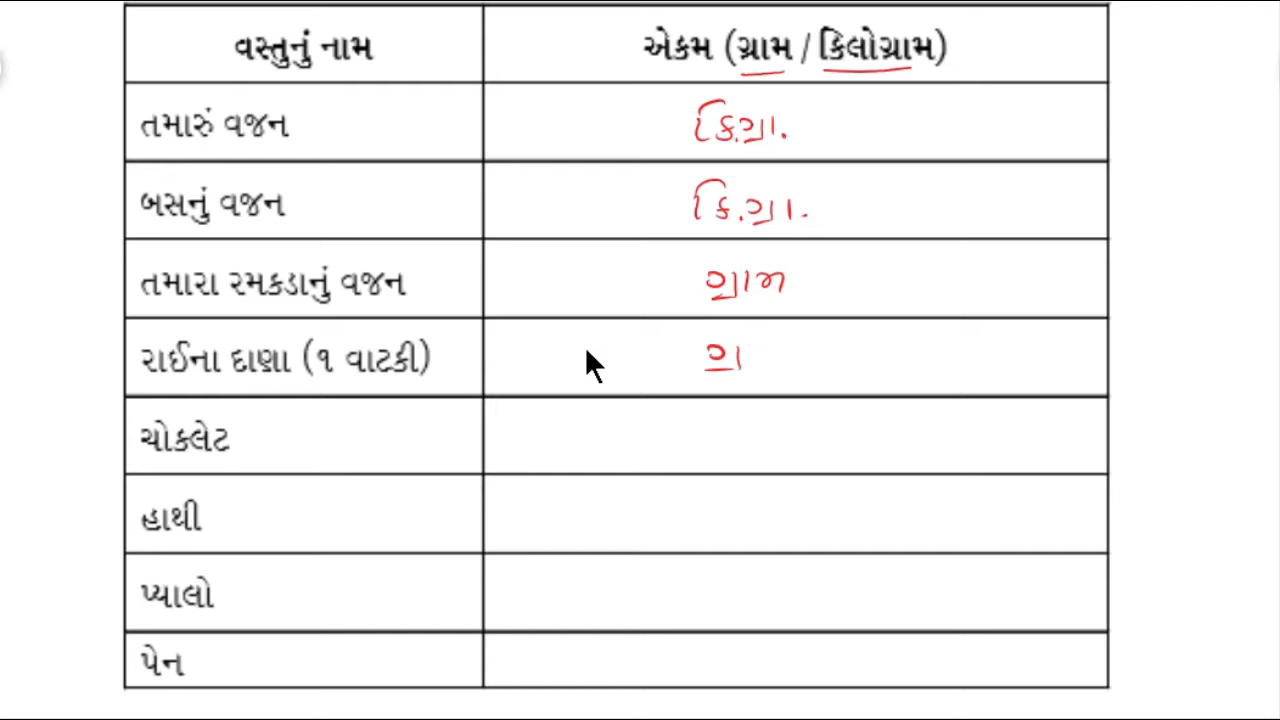 વસ્તુનું નામ એકમ (ગ્રામ / કિલોગ્રામ)
તમારું વજન કિ.ગ્રા.
બસનું વજન કિ.ગ્રા.
તમારા રમકડાનું વજન ગ્રામ
રાઈના દાણા (૧ વાટકી) ગ્
ચોકલેટ
હાથી
પ્યાલો
પેન